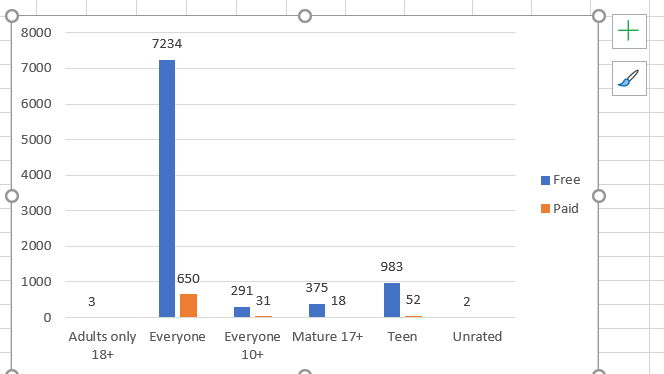 8000
7000
6000
5000
4000
3000
2000
1000
0
7234
650
3
291
31
375
18
983
52
2
Adults only
18+
Everyone
Everyone
10+
Mature 17+
Teen
Unrated
Free
Paid